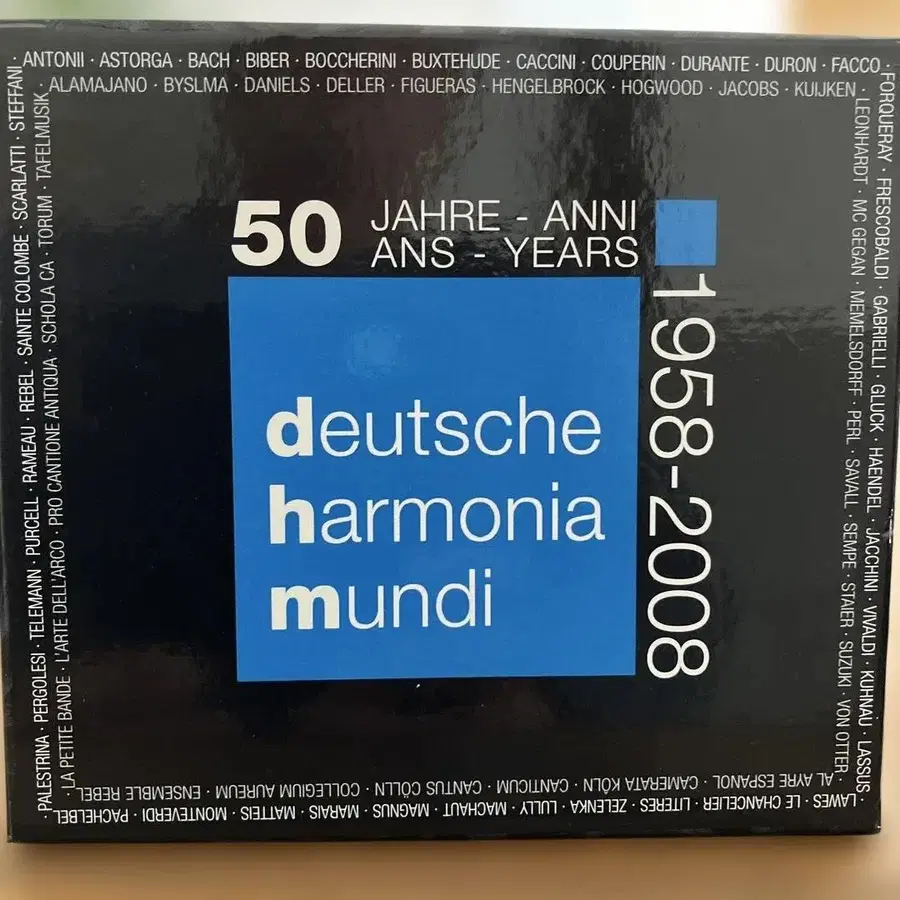 ANTONII · ASTORGA · BACH · BIBER · BOCCHERINI · BUXTEHUDE · CACCINI · COUPERIN · DURANTE · DURON · FACCO ·
FORQUERAY · FRESCOBALDI · GABRIELLI · GLUCK · HAENDEL · JACCHINI · VIVALDI · KUHNAU · LASSUS
LAWES · LE CHANCELIER · LITERES · ZELENKA · LULLY · MACHAUT · MAGNUS · MARAIS · MATTEIS · MONTEVERDI · PACHELBEL
PALESTRINA · PERGOLESI · TELEMANN · PURCELL · RAMEAU · REBEL · SAINTE COLOMBE · SCARLATTI · STEFFANI ·
ALAMAJANO · BYSLMA · DANIELS · DELLER · FIGUERAS · HENGELBROCK · HOGWOOD · JACOBS · KUIJKEN ·
LEONHARDT · MC GEGAN · MEMELSDORFF · PERL · SAVALL · SEMPE · STAIER · SUZUKI · VON OTTER ·
AL AYRE ESPANOL · CAMERATA KÖLN · CANTICUM · CANTUS CÖLLN · COLLEGIUM AUREUM · ENSEMBLE REBEL ·
LA PETITE BANDE · L'ARTE DELL'ARCO · PRO CANTIONE ANTIQUA · SCHOLA CA · TORUM · TAFELMUSIK ·
50 JAHRE - ANNI
ANS - YEARS
1958-2008
deutsche
harmonia
mundi